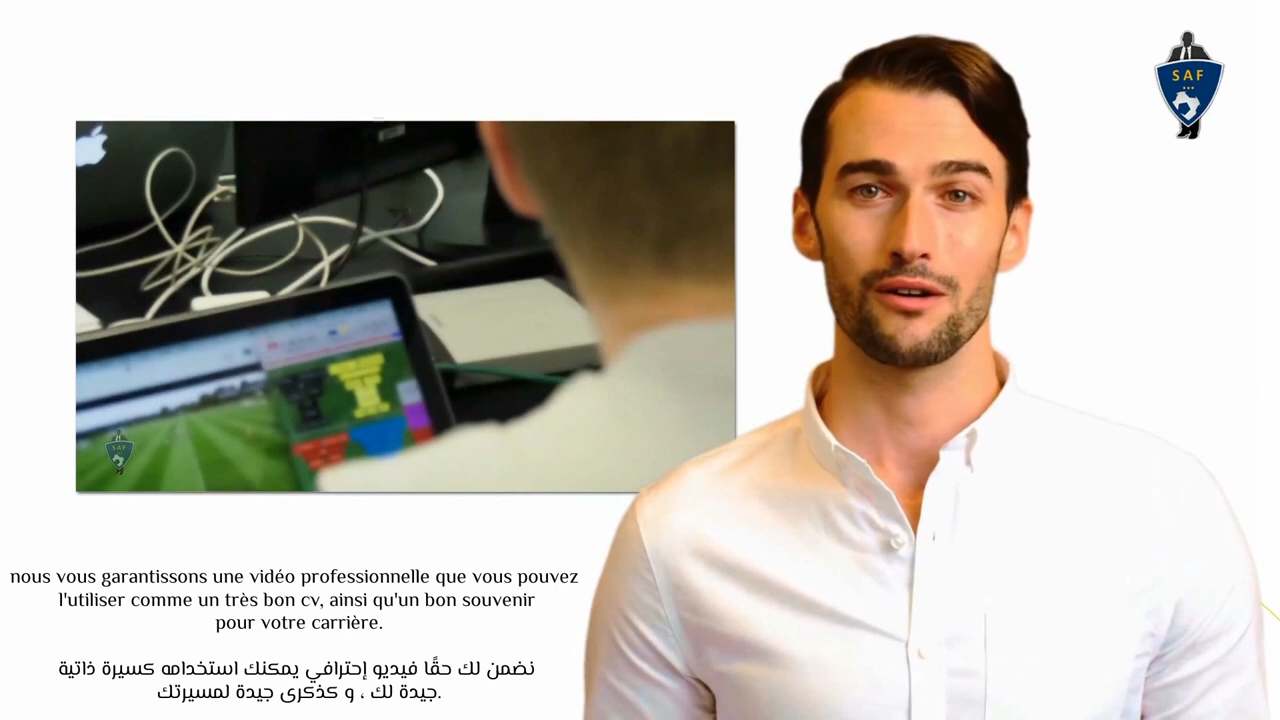 SAF
SAF
nous vous garantissons une vidéo professionnelle que vous pouvez
l'utiliser comme un très bon cv, ainsi qu'un bon souvenir
pour votre carrière.
نضمن لك حقًا فيديو إحترافي يمكنك استخدامه كسيرة ذاتية
جيدة لك ، و كذكرى جيدة لمسيرتك.